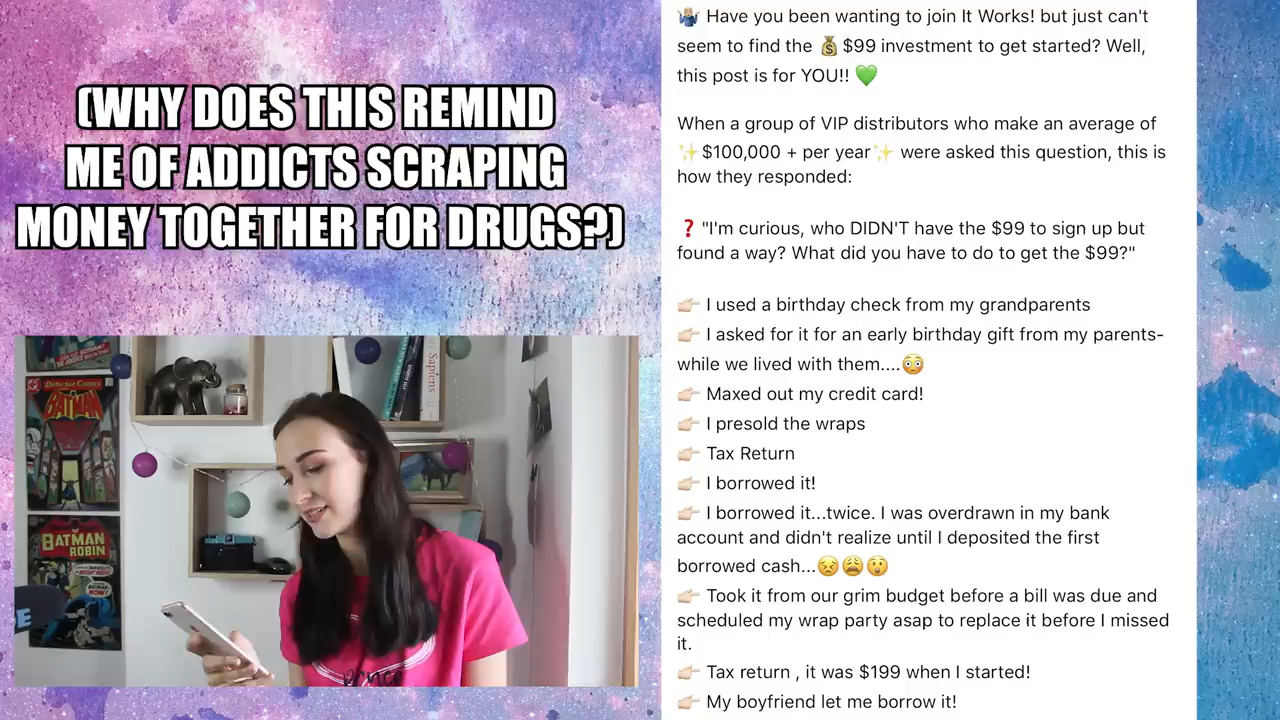 (WHY DOES THIS REMIND
ME OF ADDICTS SCRAPING
MONEY TOGETHER FOR DRUGS?)
🤷🏼‍♂️ Have you been wanting to join It Works! but just can't
seem to find the 💰 $99 investment to get started? Well,
this post is for YOU!! 💚
When a group of VIP distributors who make an average of
✨$100,000 + per year✨ were asked this question, this is
how they responded:
❓ "I'm curious, who DIDN'T have the $99 to sign up but
found a way? What did you have to do to get the $99?"
👉🏻 I used a birthday check from my grandparents
👉🏻 I asked for it for an early birthday gift from my parents-
while we lived with them....😳
👉🏻 Maxed out my credit card!
👉🏻 I presold the wraps
👉🏻 Tax Return
👉🏻 I borrowed it!
👉🏻 I borrowed it...twice. I was overdrawn in my bank
account and didn't realize until I deposited the first
borrowed cash...😣😩😲
👉🏻 Took it from our grim budget before a bill was due and
scheduled my wrap party asap to replace it before I missed
it.
👉🏻 Tax return , it was $199 when I started!
👉🏻 My boyfriend let me borrow it!
Detective Comics
BATMAN
BATMAN
ROBIN
Sapiens